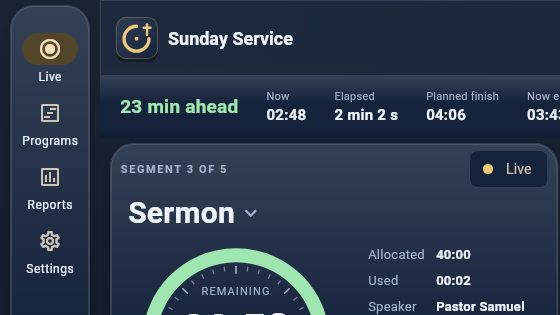 Live
Programs
Reports
Settings
Sunday Service
23 min ahead
Now
02:48
Elapsed
2 min 2 s
Planned finish
04:06
Now
SEGMENT 3 OF 5
Live
Sermon
REMAINING
Allocated 40:00
Used 00:02
Speaker Pastor Samuel